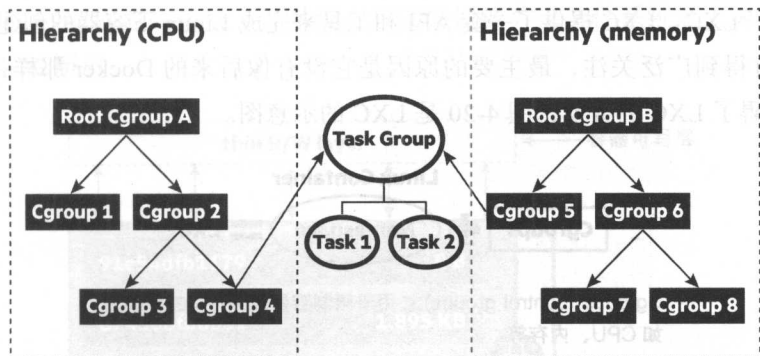 Hierarchy (CPU)
Hierarchy (memory)
Root Cgroup A
Task Group
Root Cgroup B
Cgroup 1
Cgroup 2
Cgroup 5
Cgroup 6
Task 1
Task 2
Cgroup 3
Cgroup 4
Cgroup 7
Cgroup 8